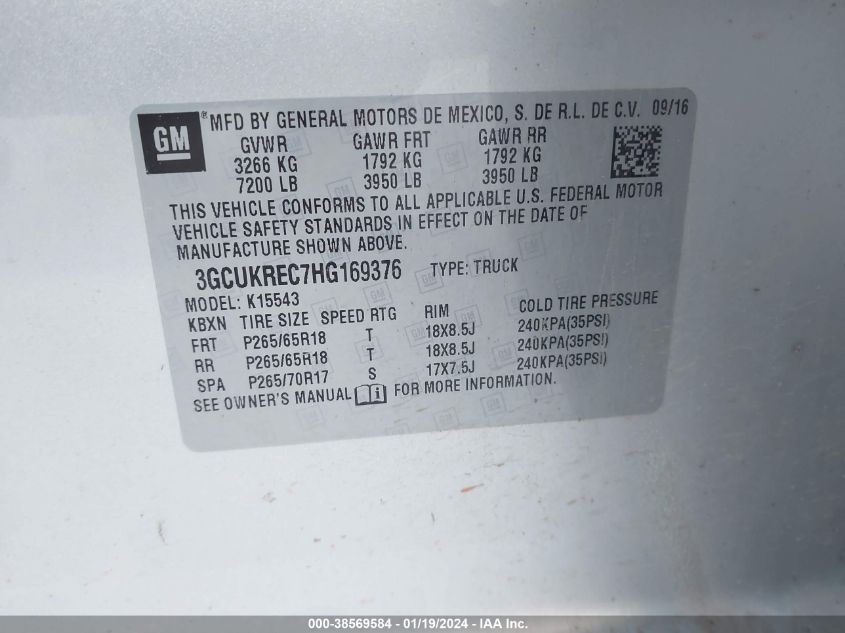 GM ® MFD BY GENERAL MOTORS DE MEXICO, S. DE R.L. DE C.V. 09/16
GVWR GAWR FRT GAWR RR
3266 KG 1792 KG 1792 KG
7200 LB 3950 LB 3950 LB
THIS VEHICLE CONFORMS TO ALL APPLICABLE U.S. FEDERAL MOTOR
VEHICLE SAFETY STANDARDS IN EFFECT ON THE DATE OF
MANUFACTURE SHOWN ABOVE.
3GCUKREC7HG169376 TYPE: TRUCK
MODEL: K15543
KBXN TIRE SIZE SPEED RTG RIM COLD TIRE PRESSURE
FRT P265/65R18 T 18X8.5J 240KPA(35PSI)
RR P265/65R18 T 18X8.5J 240KPA(35PSI)
SPA P265/70R17 S 17X7.5J 240KPA(35PSI)
SEE OWNER'S MANUAL FOR MORE INFORMATION.
000-38569584 - 01/19/2024 - IAA Inc.